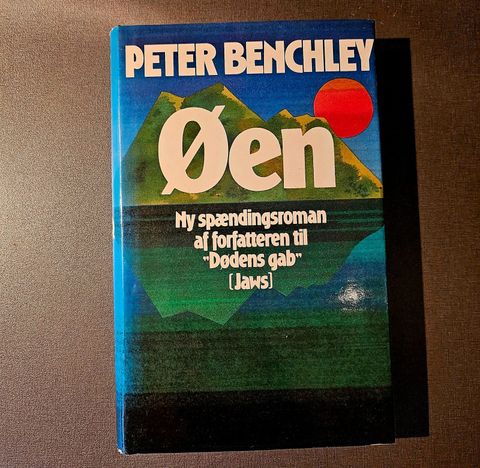 PETER BENCHLEY
Øen
Ny spændingsroman
af forfatteren til
"Dødens gab"
(Jaws)